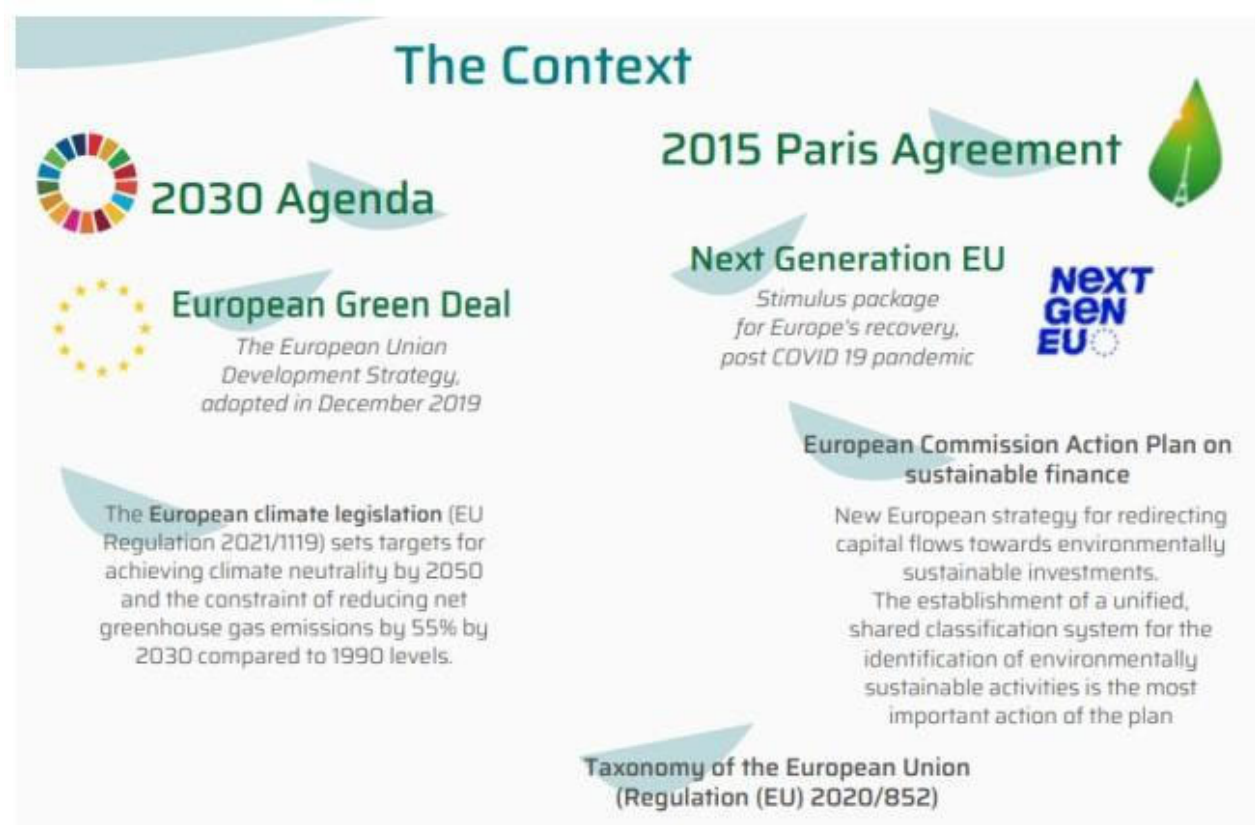 The Context
2030 Agenda
2015 Paris Agreement
European Green Deal
The European Union
Development Strategy,
adopted in December 2019
Next Generation EU
Stimulus package
for Europe's recovery,
post COVID 19 pandemic
NEXT
GEN
EU
The European climate legislation (EU
Regulation 2021/1119) sets targets for
achieving climate neutrality by 2050
and the constraint of reducing net
greenhouse gas emissions by 55% by
2030 compared to 1990 levels.
European Commission Action Plan on
sustainable finance
New European strategy for redirecting
capital flows towards environmentally
sustainable investments.
The establishment of a unified,
shared classification system for the
identification of environmentally
sustainable activities is the most
important action of the plan
Taxonomy of the European Union
(Regulation (EU) 2020/852)